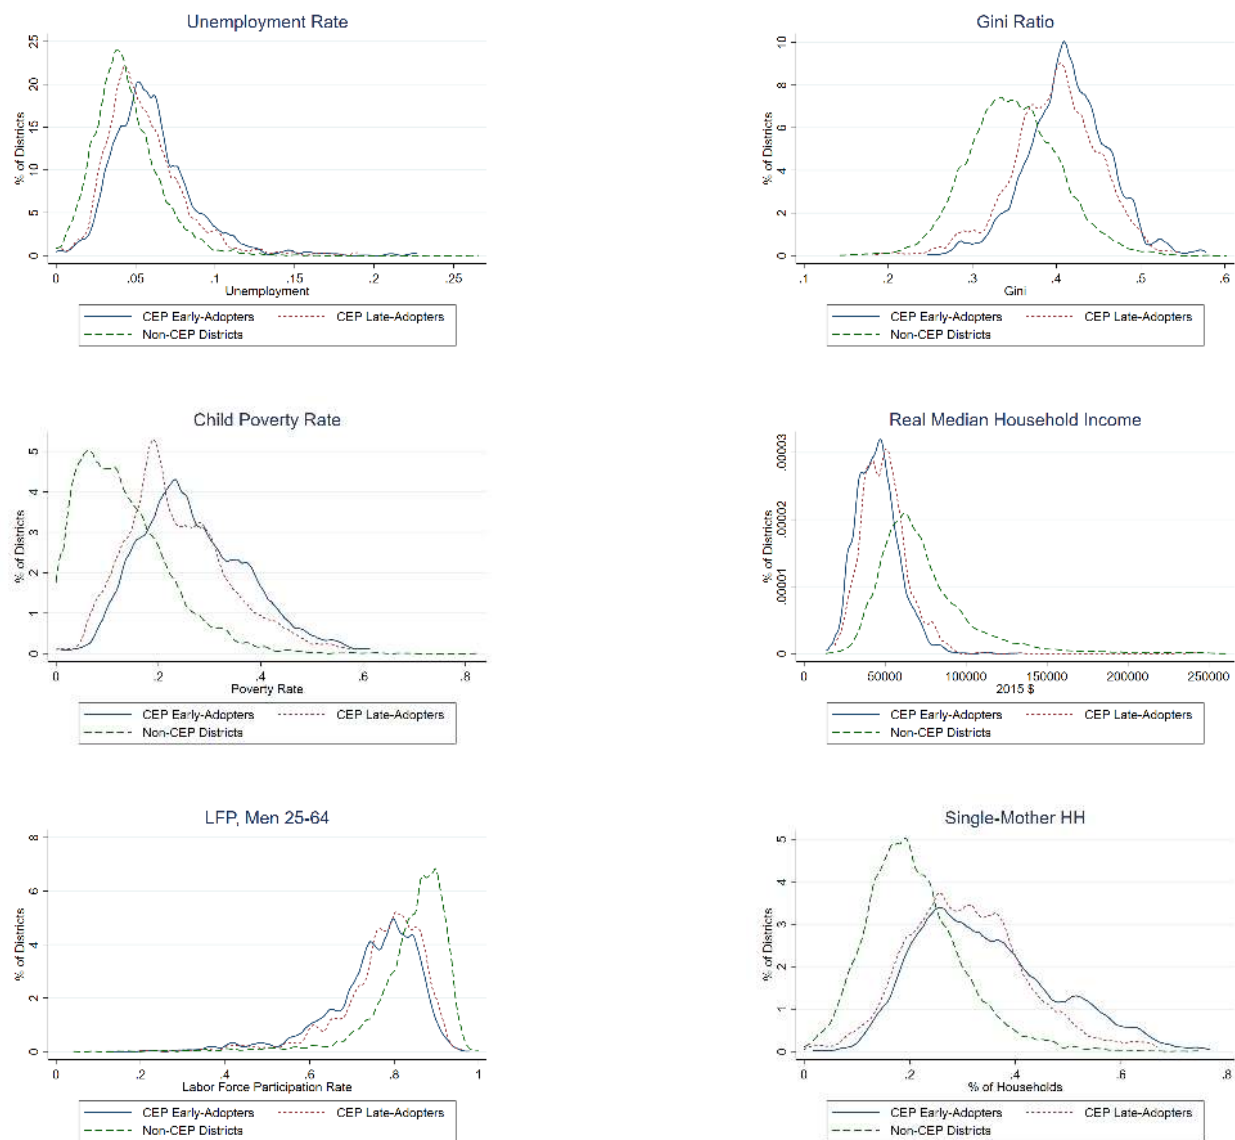 Unemployment Rate
% of Districts
25
20
15
10
5
0
0 .05 .1 .15 .2 .25
Unemployment
CEP Early-Adopters CEP Late-Adopters
Non-CEP Districts
Gini Ratio
% of Districts
10
8
6
4
2
0
.1 .2 .3 .4 .5 .6
Gini
CEP Early-Adopters CEP Late-Adopters
Non-CEP Districts
Child Poverty Rate
% of Districts
5
4
3
2
1
0
0 .2 .4 .6 .8
Poverty Rate
CEP Early-Adopters CEP Late-Adopters
Non-CEP Districts
Real Median Household Income
% of Districts
.00003
.00002
.00001
0
0 50000 100000 150000 200000 250000
2015 $
CEP Early-Adopters CEP Late-Adopters
Non-CEP Districts
LFP, Men 25-64
% of Districts
8
6
4
2
0
0 .2 .4 .6 .8 1
Labor Force Participation Rate
CEP Early-Adopters CEP Late-Adopters
Non-CEP Districts
Single-Mother HH
% of Districts
5
4
3
2
1
0
0 .2 .4 .6 .8
% of Households
CEP Early-Adopters CEP Late-Adopters
Non-CEP Districts